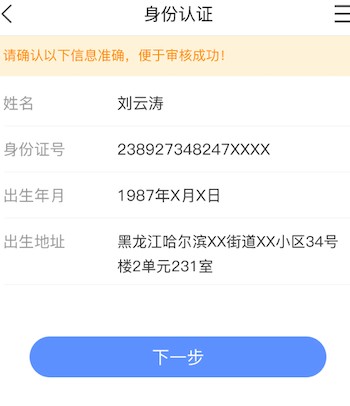 身份认证
请确认以下信息准确，便于审核成功！
姓名 刘云涛
身份证号 238927348247XXXX
出生年月 1987年X月X日
出生地址 黑龙江哈尔滨XX街道XX小区34号
楼2单元231室
下一步